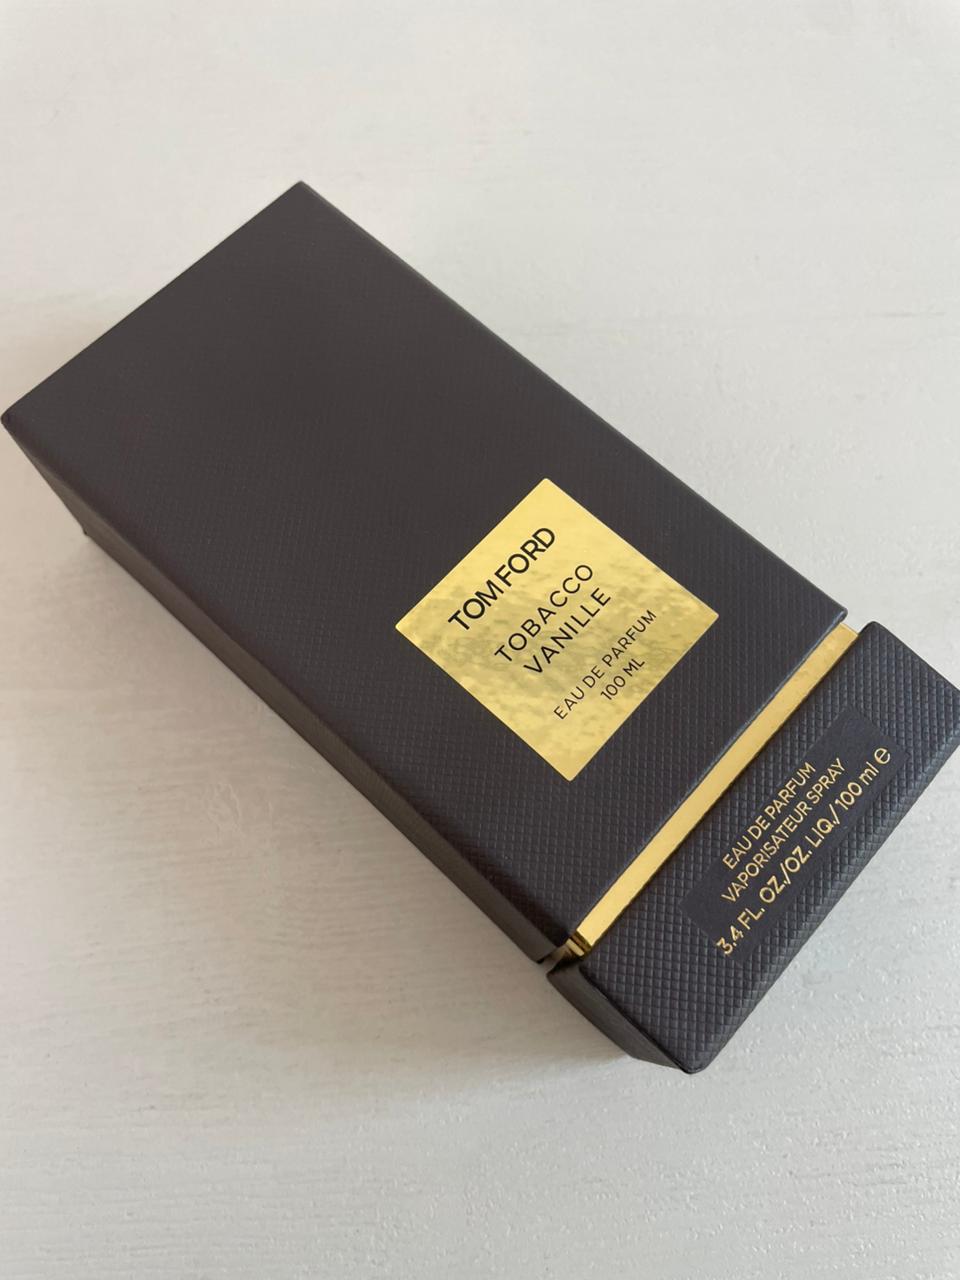 TOM FORD
TOBACCO
VANILLE
EAU DE PARFUM
100 ML
EAU DE PARFUM
VAPORISATEUR SPRAY
3.4 FL. OZ./OZ. LIQ./ 100 ml ℮